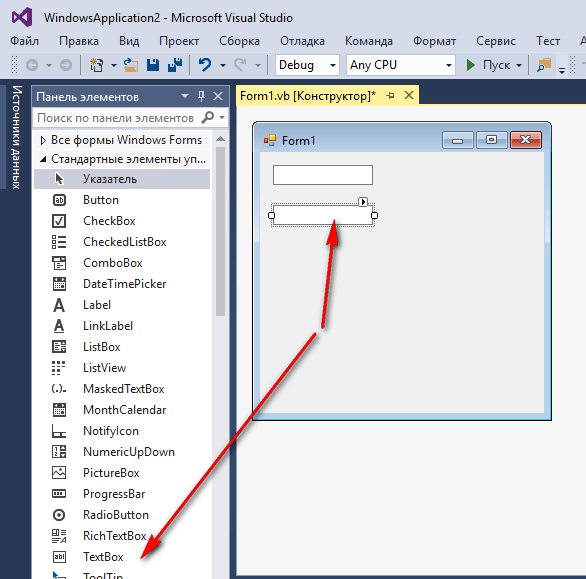 WindowsApplication2 - Microsoft Visual Studio
Файл Правка Вид Проект Сборка Отладка Команда Формат Сервис Тест
Debug Any CPU Пуск
Источники данных
Панель элементов
Поиск по панели элементов
Все формы Windows Forms
Стандартные элементы уп...
Указатель
Button
CheckBox
CheckedListBox
ComboBox
DateTimePicker
Label
LinkLabel
ListBox
ListView
MaskedTextBox
MonthCalendar
NotifyIcon
NumericUpDown
PictureBox
ProgressBar
RadioButton
RichTextBox
TextBox
ToolTip
Form1.vb [Конструктор]*
Form1